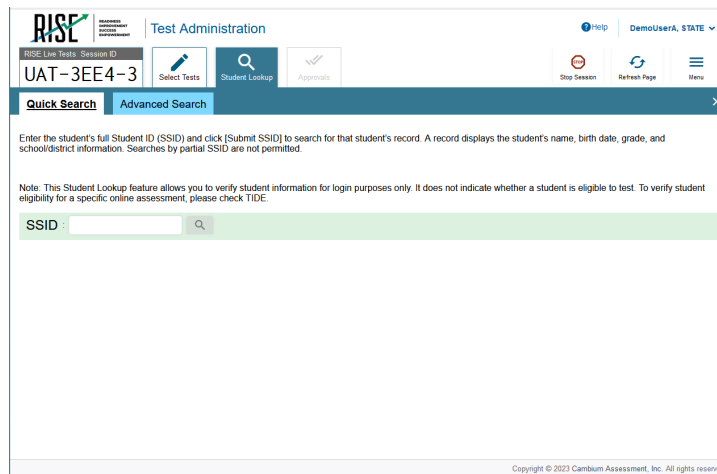 RISE READINESS
IMPROVEMENT
SUCCESS
EMPOWERMENT
Test Administration
Help
DemoUserA, STATE
RISE Live Tests Session ID
UAT-3EE4-3
Select Tests
Student Lookup
Approvals
STOP
Stop Session
Refresh Page
Menu
Quick Search
Advanced Search
Enter the student's full Student ID (SSID) and click [Submit SSID] to search for that student's record. A record displays the student's name, birth date, grade, and
school/district information. Searches by partial SSID are not permitted.
Note: This Student Lookup feature allows you to verify student information for login purposes only. It does not indicate whether a student is eligible to test. To verify student
eligibility for a specific online assessment, please check TIDE.
SSID :
Copyright © 2023 Cambium Assessment, Inc. All rights reserv